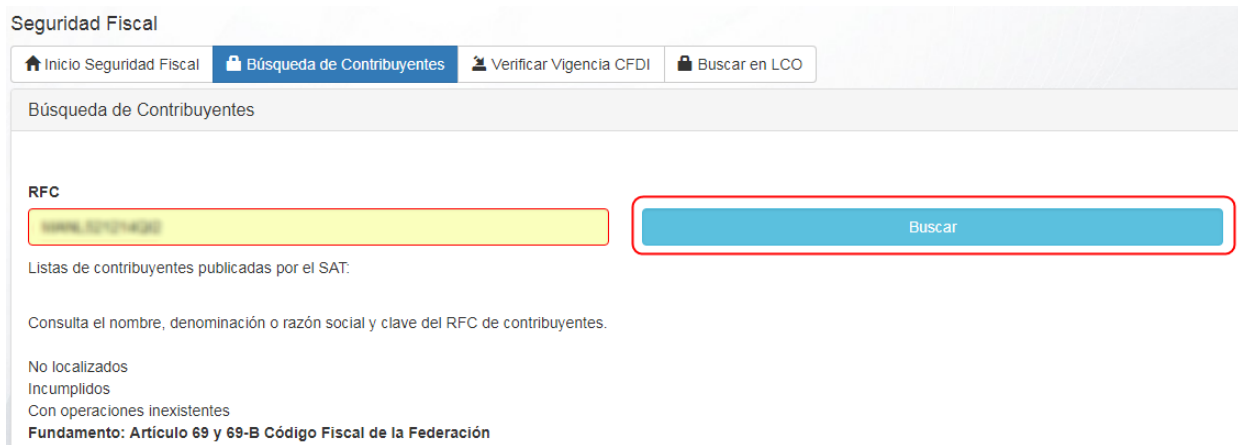 Seguridad Fiscal
Inicio Seguridad Fiscal Búsqueda de Contribuyentes Verificar Vigencia CFDI Buscar en LCO
Búsqueda de Contribuyentes
RFC
Buscar
Listas de contribuyentes publicadas por el SAT:
Consulta el nombre, denominación o razón social y clave del RFC de contribuyentes.
No localizados
Incumplidos
Con operaciones inexistentes
Fundamento: Artículo 69 y 69-B Código Fiscal de la Federación